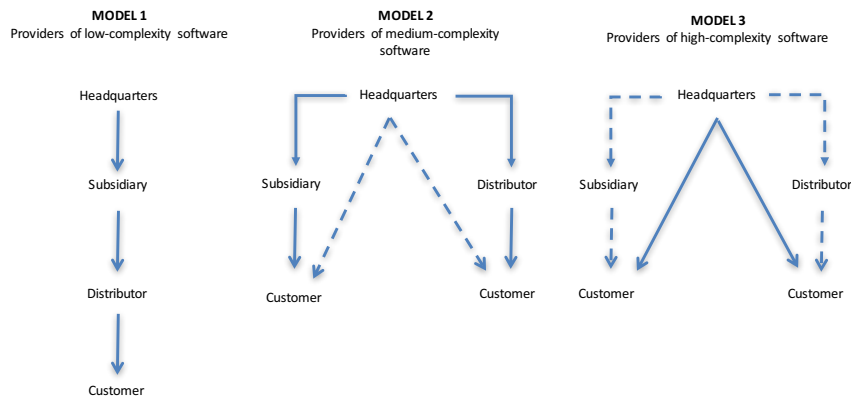 MODEL 1
Providers of low-complexity software
Headquarters
Subsidiary
Distributor
Customer
MODEL 2
Providers of medium-complexity
software
Headquarters
Subsidiary
Distributor
Customer
Customer
MODEL 3
Providers of high-complexity software
Headquarters
Subsidiary
Distributor
Customer
Customer